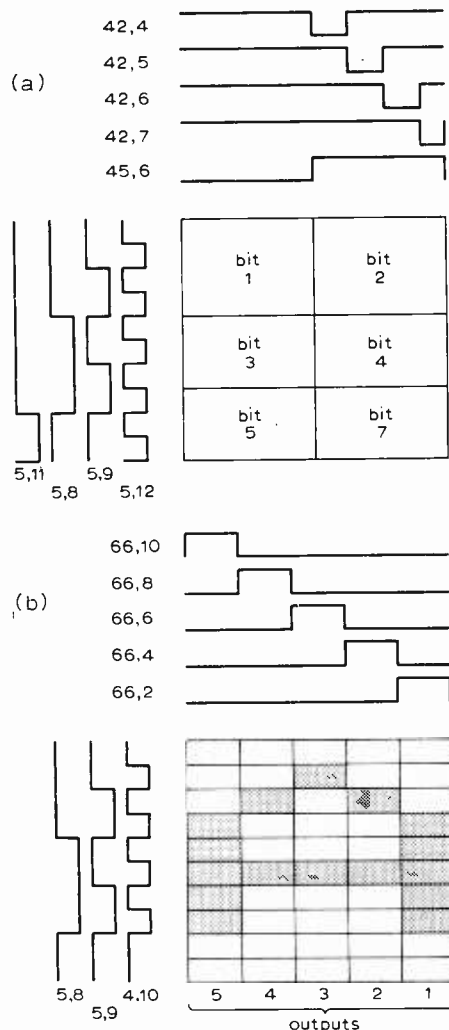 42,4
42,5
(a)
42,6
42,7
45,6
bit 1
bit 2
bit 3
bit 4
bit 5
bit 7
5,11
5,9
5,12
5,8
66,10
66,8
(b)
66,6
66,4
66,2
5,8
4,10
5 4 3 2 1
5,9
outputs